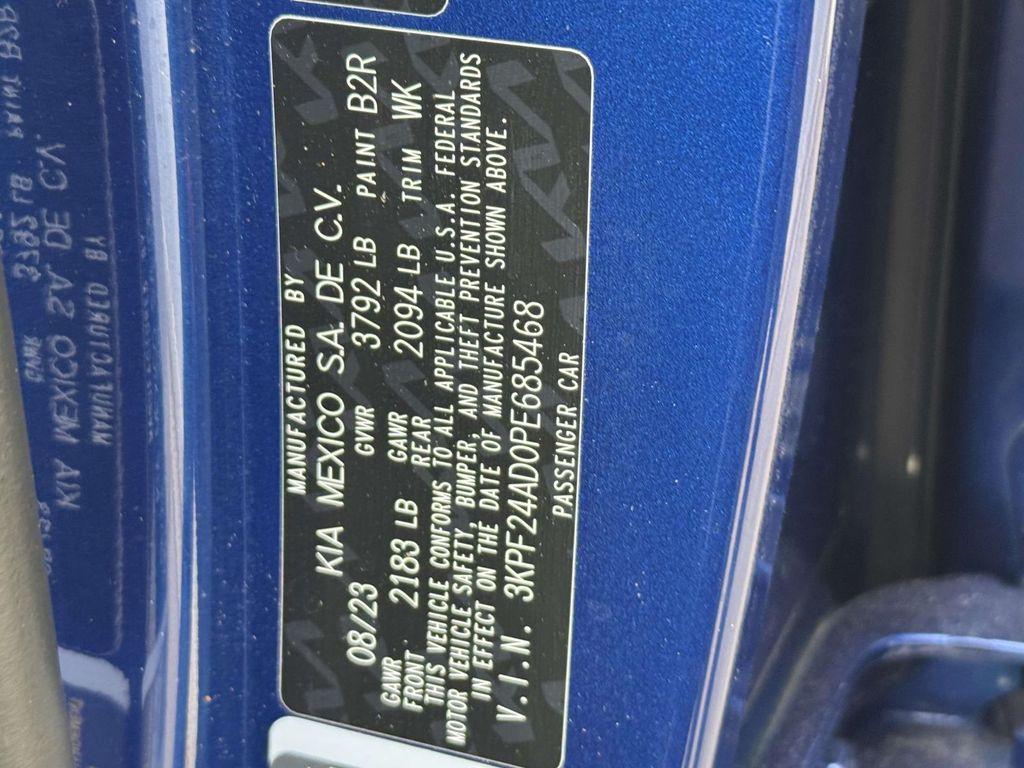 MANUFACTURED BY
KIA MEXICO S.A. DE C.V.
08/23 GVWR 3792 LB PAINT B2R
GAWR FRONT 2183 LB GAWR REAR 2094 LB TRIM WK
THIS VEHICLE CONFORMS TO ALL APPLICABLE U.S.A. FEDERAL
MOTOR VEHICLE SAFETY, BUMPER, AND THEFT PREVENTION STANDARDS
IN EFFECT ON THE DATE OF MANUFACTURE SHOWN ABOVE.
V.I.N. 3KPF24AD0PE685468
PASSENGER CAR